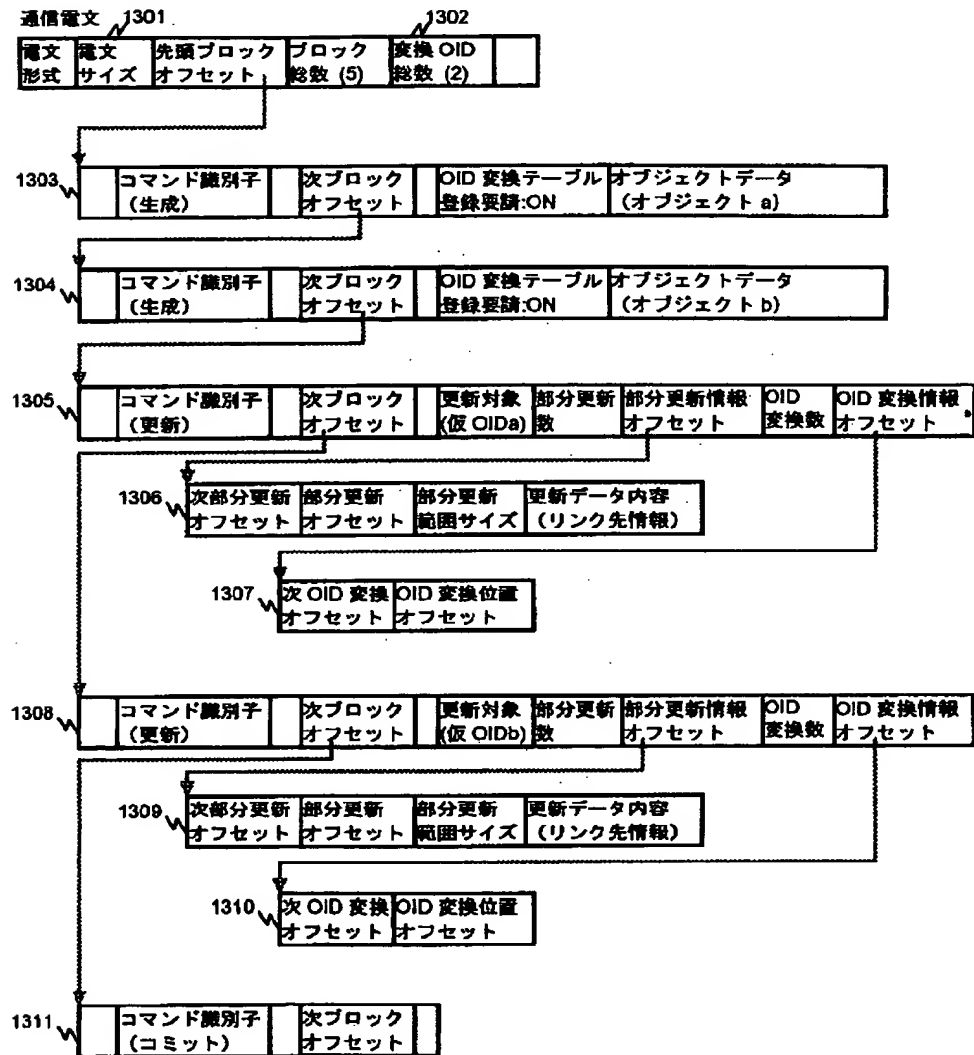 通信電文 1301 1302
電文 電文 先頭ブロック ブロック 変換 OID
形式 サイズ オフセット 総数 (5) 総数 (2)
1303 コマンド識別子 次ブロック OID 変換テーブル オブジェクトデータ
(生成) オフセット 登録要請:ON (オブジェクト a)
1304 コマンド識別子 次ブロック OID 変換テーブル オブジェクトデータ
(生成) オフセット 登録要請:ON (オブジェクト b)
1305 コマンド識別子 次ブロック 更新対象 部分更新 部分更新情報 OID OID 変換情報
(更新) オフセット (仮 OIDa) 数 オフセット 変換数 オフセット
1306 次部分更新 部分更新 部分更新 更新データ内容
オフセット オフセット 範囲サイズ (リンク先情報)
1307 次 OID 変換 OID 変換位置
オフセット オフセット
1308 コマンド識別子 次ブロック 更新対象 部分更新 部分更新情報 OID OID 変換情報
(更新) オフセット (仮 OIDb) 数 オフセット 変換数 オフセット
1309 次部分更新 部分更新 部分更新 更新データ内容
オフセット オフセット 範囲サイズ (リンク先情報)
1310 次 OID 変換 OID 変換位置
オフセット オフセット
1311 コマンド識別子 次ブロック
(コミット) オフセット